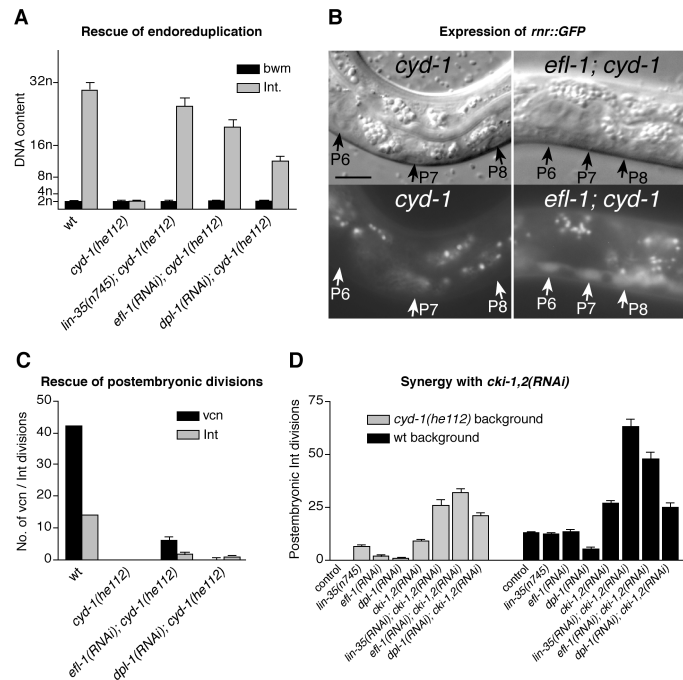 A
Rescue of endoreduplication
DNA content
32n
16n
8n
4n
2n
bwm
Int.
wt
cyd-1(he112)
lin-35(n745); cyd-1(he112)
efl-1(RNAi); cyd-1(he112)
dpl-1(RNAi); cyd-1(he112)
B
Expression of rnr::GFP
cyd-1
efl-1; cyd-1
P6
P7
P8
P6
P7
P8
cyd-1
efl-1; cyd-1
P6
P7
P8
P6
P7
P8
C
Rescue of postembryonic divisions
No. of vcn / Int divisions
50
40
30
20
10
0
vcn
Int
wt
cyd-1(he112)
efl-1(RNAi); cyd-1(he112)
dpl-1(RNAi); cyd-1(he112)
D
Synergy with cki-1,2(RNAi)
Postembryonic Int divisions
75
50
25
0
cyd-1(he112) background
wt background
control
lin-35(n745)
efl-1(RNAi)
dpl-1(RNAi)
cki-1,2(RNAi)
lin-35(RNAi); cki-1,2(RNAi)
efl-1(RNAi); cki-1,2(RNAi)
dpl-1(RNAi); cki-1,2(RNAi)
control
lin-35(n745)
efl-1(RNAi)
dpl-1(RNAi)
cki-1,2(RNAi)
lin-35(RNAi); cki-1,2(RNAi)
efl-1(RNAi); cki-1,2(RNAi)
dpl-1(RNAi); cki-1,2(RNAi)